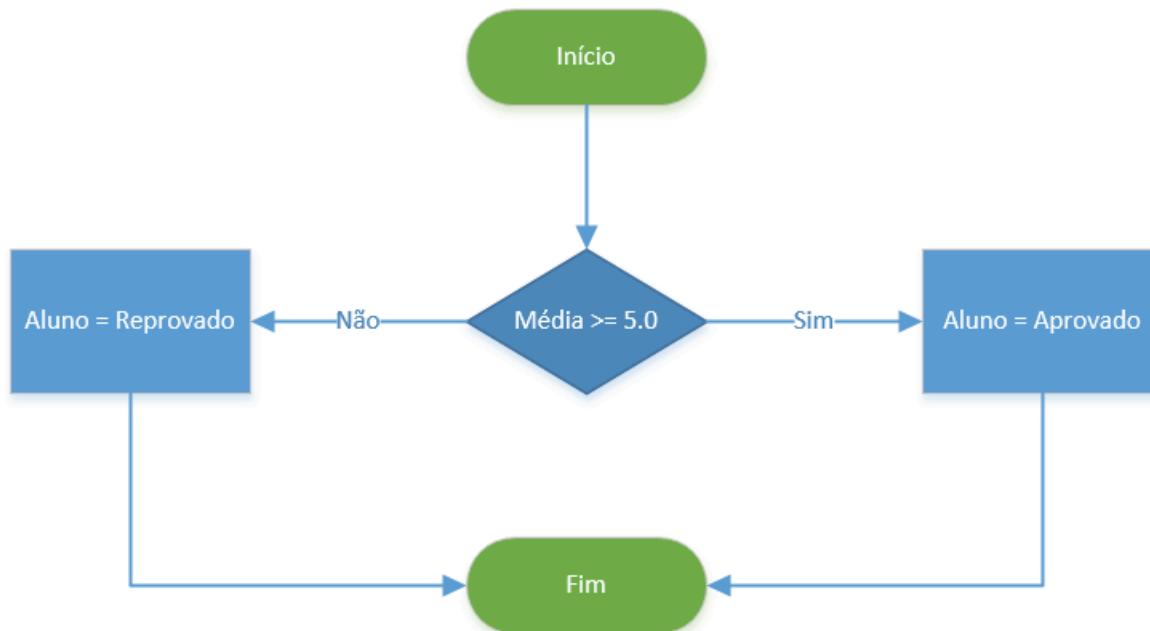 Início
Aluno = Reprovado
Não
Média >= 5.0
Sim
Aluno = Aprovado
Fim